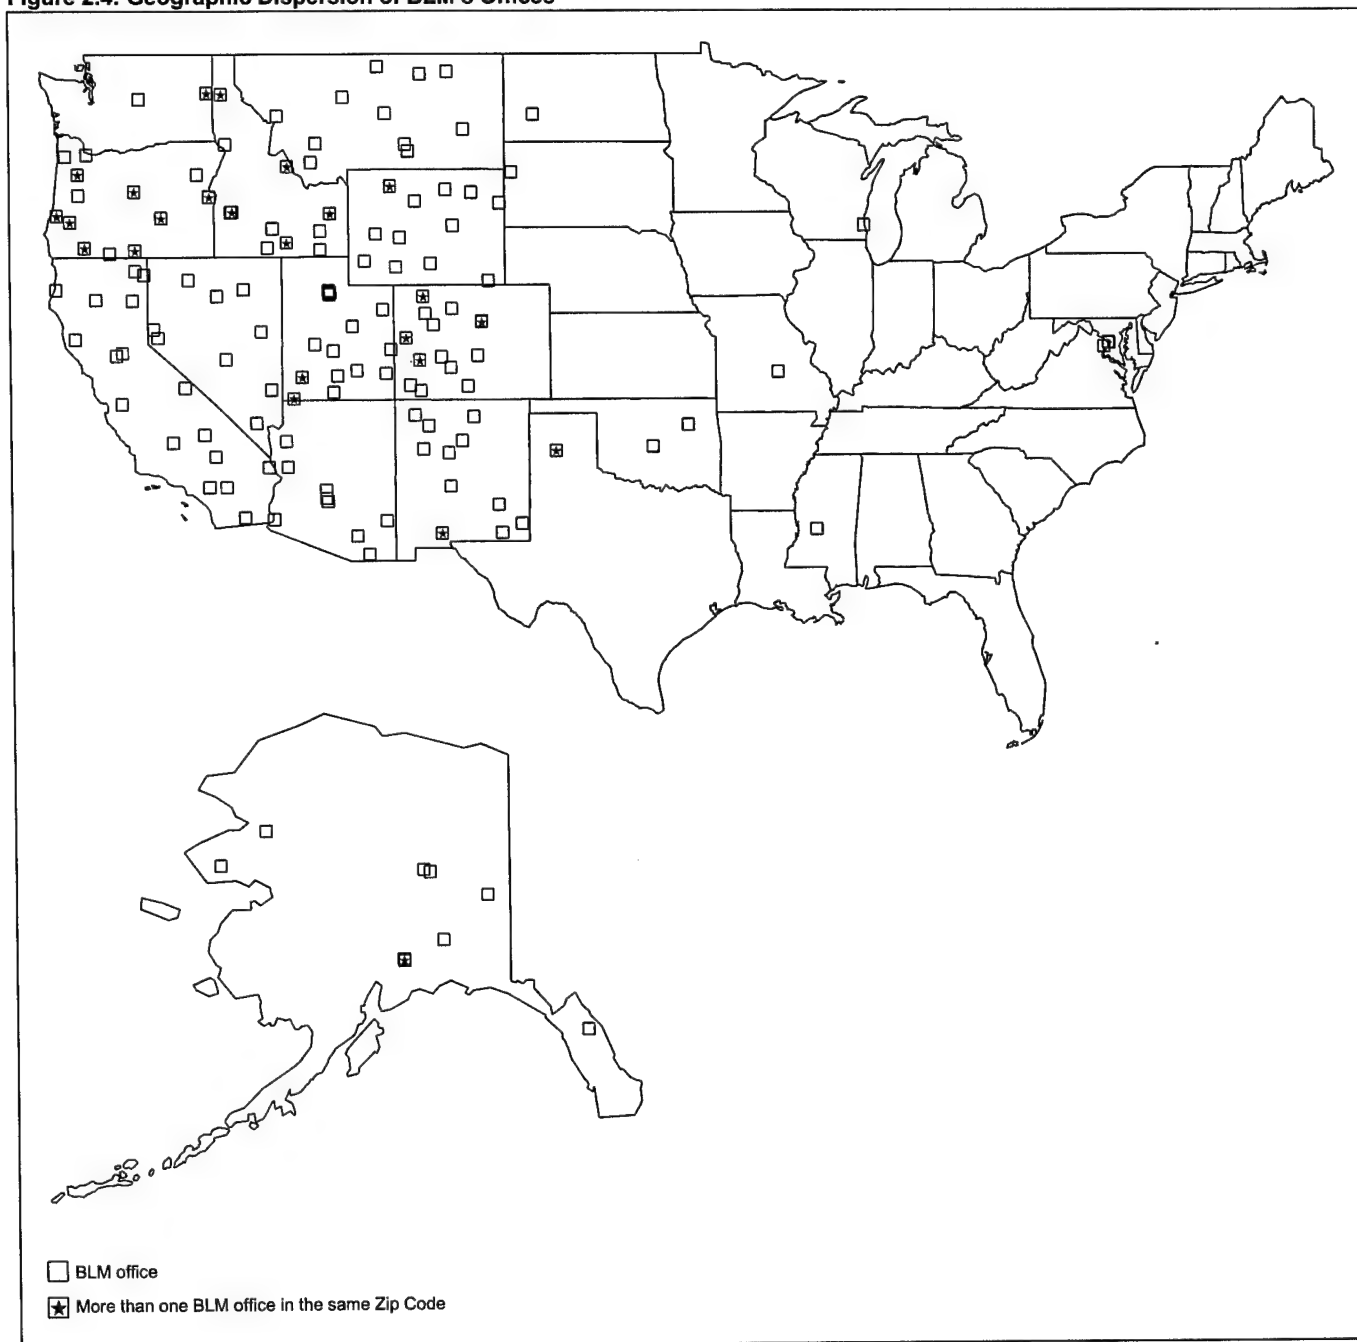 Figure 2.4: Geographic Dispersion of BLM's Offices
BLM office
More than one BLM office in the same Zip Code